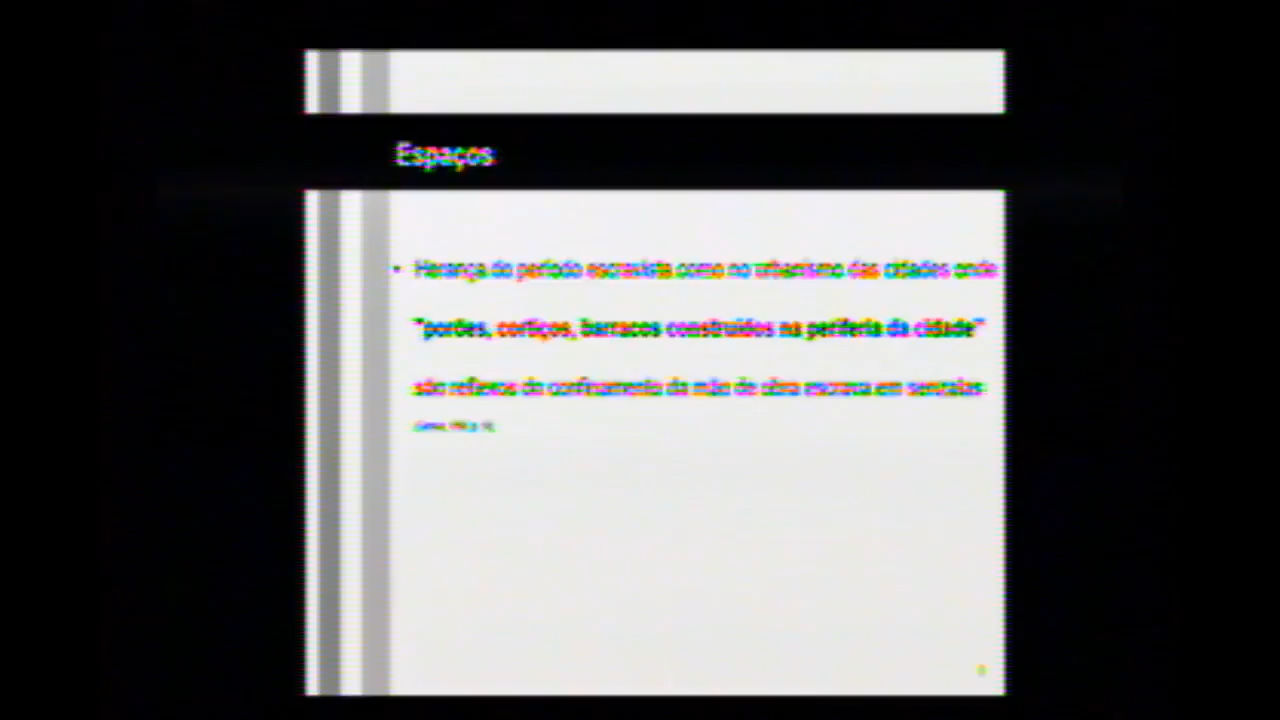 Espaços
• Herança do período escravista como no urbanismo das cidades onde
"porões, cortiços, barracos construídos na periferia da cidade"
são reflexos do confinamento da mão de obra escrava em senzalas